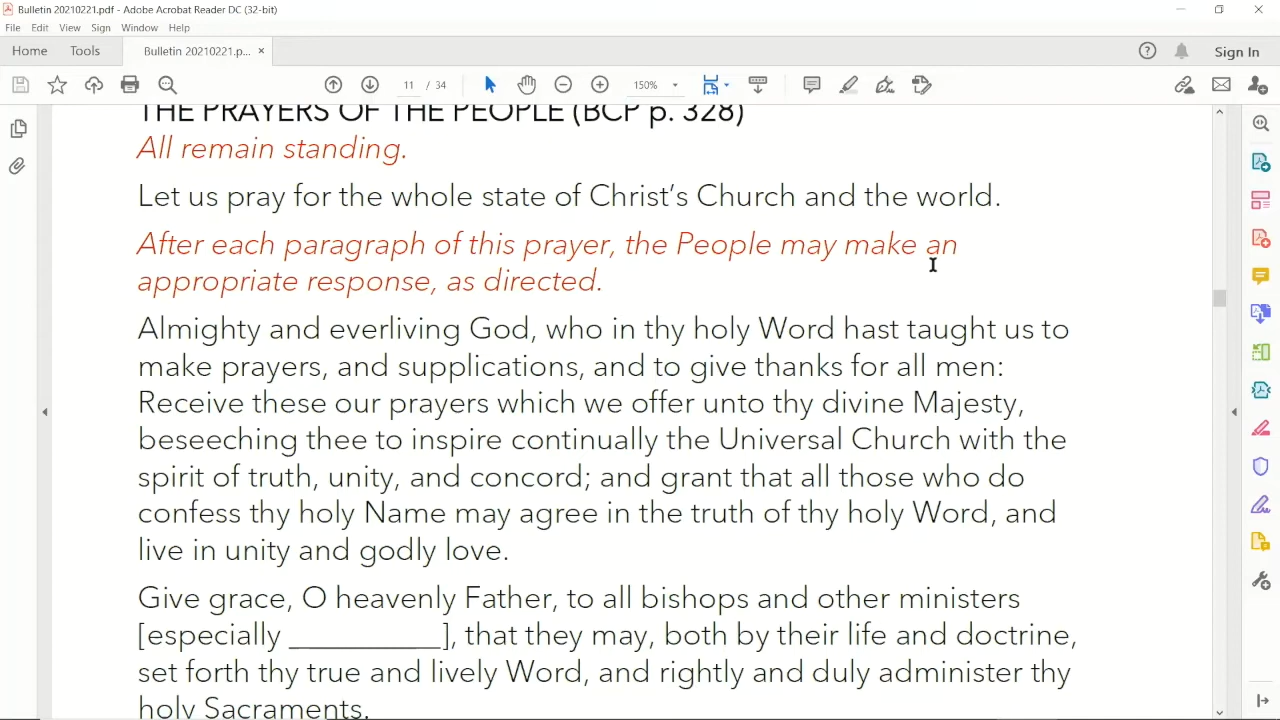 Bulletin 20210221.pdf - Adobe Acrobat Reader DC (32-bit)
File Edit View Sign Window Help
Home Tools Bulletin 20210221.p... × Sign In
11 / 34 150%
THE PRAYERS OF THE PEOPLE (BCP p. 328)
All remain standing.
Let us pray for the whole state of Christ’s Church and the world.
After each paragraph of this prayer, the People may make an
appropriate response, as directed.
Almighty and everliving God, who in thy holy Word hast taught us to
make prayers, and supplications, and to give thanks for all men:
Receive these our prayers which we offer unto thy divine Majesty,
beseeching thee to inspire continually the Universal Church with the
spirit of truth, unity, and concord; and grant that all those who do
confess thy holy Name may agree in the truth of thy holy Word, and
live in unity and godly love.
Give grace, O heavenly Father, to all bishops and other ministers
[especially ___________], that they may, both by their life and doctrine,
set forth thy true and lively Word, and rightly and duly administer thy
holy Sacraments.